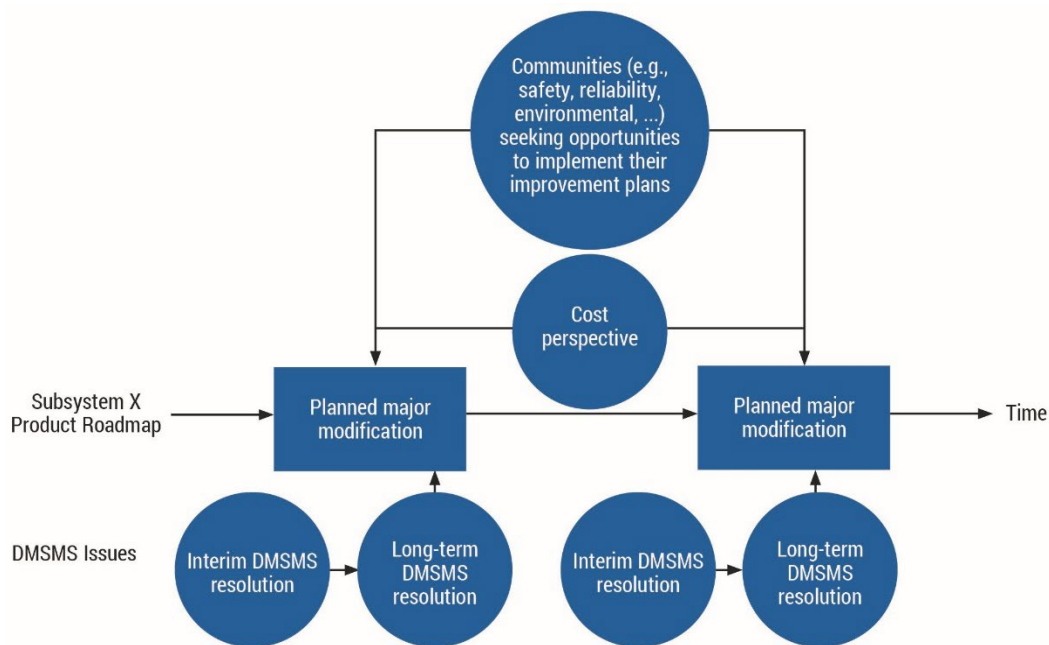 Communities (e.g.,
safety, reliability,
environmental, ...)
seeking opportunities
to implement their
improvement plans
Cost
perspective
Subsystem X
Product Roadmap
Planned major
modification
Planned major
modification
Time
DMSMS Issues
Interim DMSMS
resolution
Long-term
DMSMS
resolution
Interim DMSMS
resolution
Long-term
DMSMS
resolution